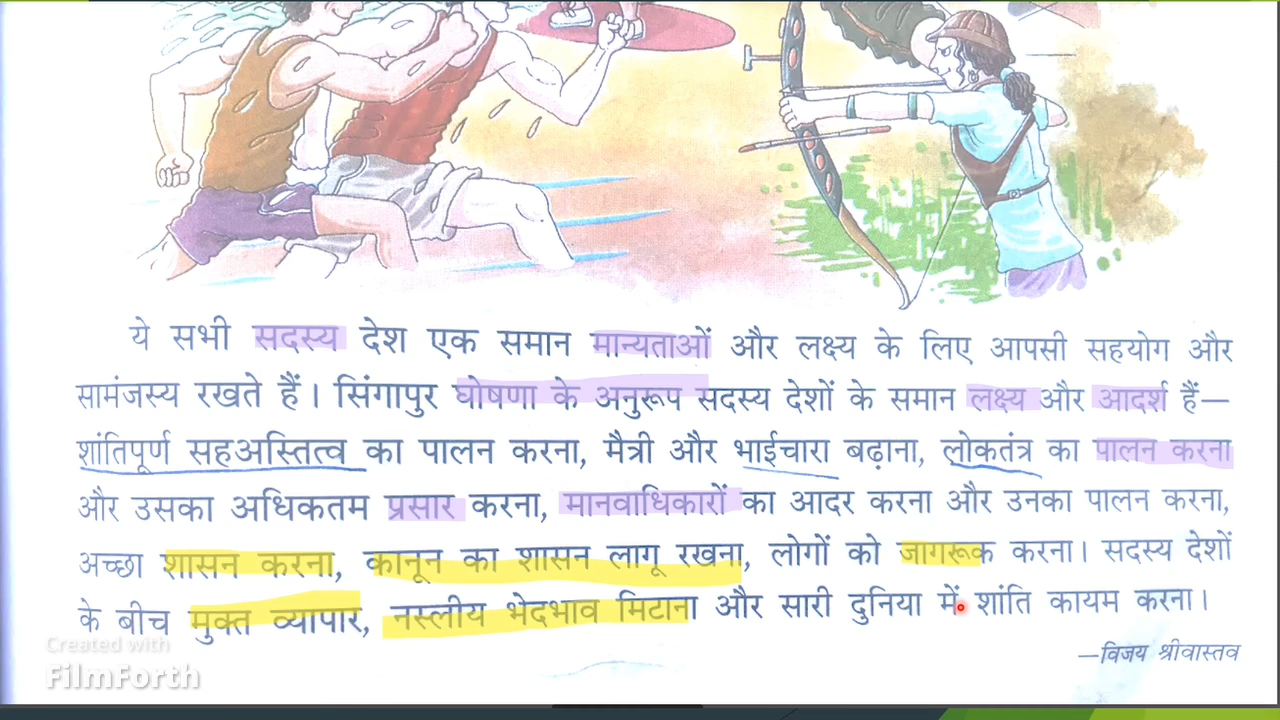 ये सभी सदस्य देश एक समान मान्यताओं और लक्ष्य के लिए आपसी सहयोग और
सामंजस्य रखते हैं। सिंगापुर घोषणा के अनुरूप सदस्य देशों के समान लक्ष्य और आदर्श हैं—
शांतिपूर्ण सहअस्तित्व का पालन करना, मैत्री और भाईचारा बढ़ाना, लोकतंत्र का पालन करना
और उसका अधिकतम प्रसार करना, मानवाधिकारों का आदर करना और उनका पालन करना,
अच्छा शासन करना, कानून का शासन लागू रखना, लोगों को जागरूक करना। सदस्य देशों
के बीच मुक्त व्यापार, नस्लीय भेदभाव मिटाना और सारी दुनिया में शांति कायम करना।
—विजय श्रीवास्तव
Created with
FilmForth